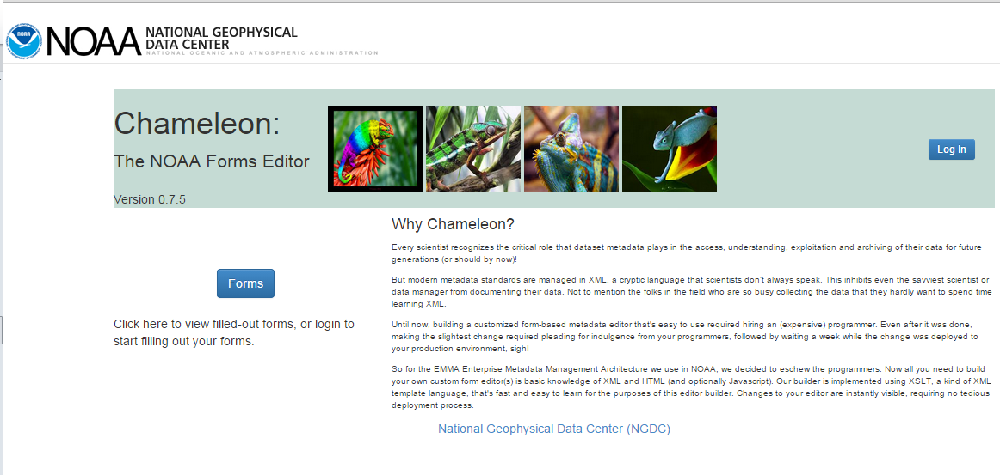 NOAA
NOAA
NATIONAL GEOPHYSICAL
DATA CENTER
NATIONAL OCEANIC AND ATMOSPHERIC ADMINISTRATION
Chameleon:
The NOAA Forms Editor
Version 0.7.5
Log In
Forms
Click here to view filled-out forms, or login to
start filling out your forms.
Why Chameleon?
Every scientist recognizes the critical role that dataset metadata plays in the access, understanding, exploitation and archiving of their data for future
generations (or should by now)!
But modern metadata standards are managed in XML, a cryptic language that scientists don't always speak. This inhibits even the savviest scientist or
data manager from documenting their data. Not to mention the folks in the field who are so busy collecting the data that they hardly want to spend time
learning XML.
Until now, building a customized form-based metadata editor that's easy to use required hiring an (expensive) programmer. Even after it was done,
making the slightest change required pleading for indulgence from your programmers, followed by waiting a week while the change was deployed to
your production environment, sigh!
So for the EMMA Enterprise Metadata Management Architecture we use in NOAA, we decided to eschew the programmers. Now all you need to build
your own custom form editor(s) is basic knowledge of XML and HTML (and optionally Javascript). Our builder is implemented using XSLT, a kind of XML
template language, that's fast and easy to learn for the purposes of this editor builder. Changes to your editor are instantly visible, requiring no tedious
deployment process.
National Geophysical Data Center (NGDC)